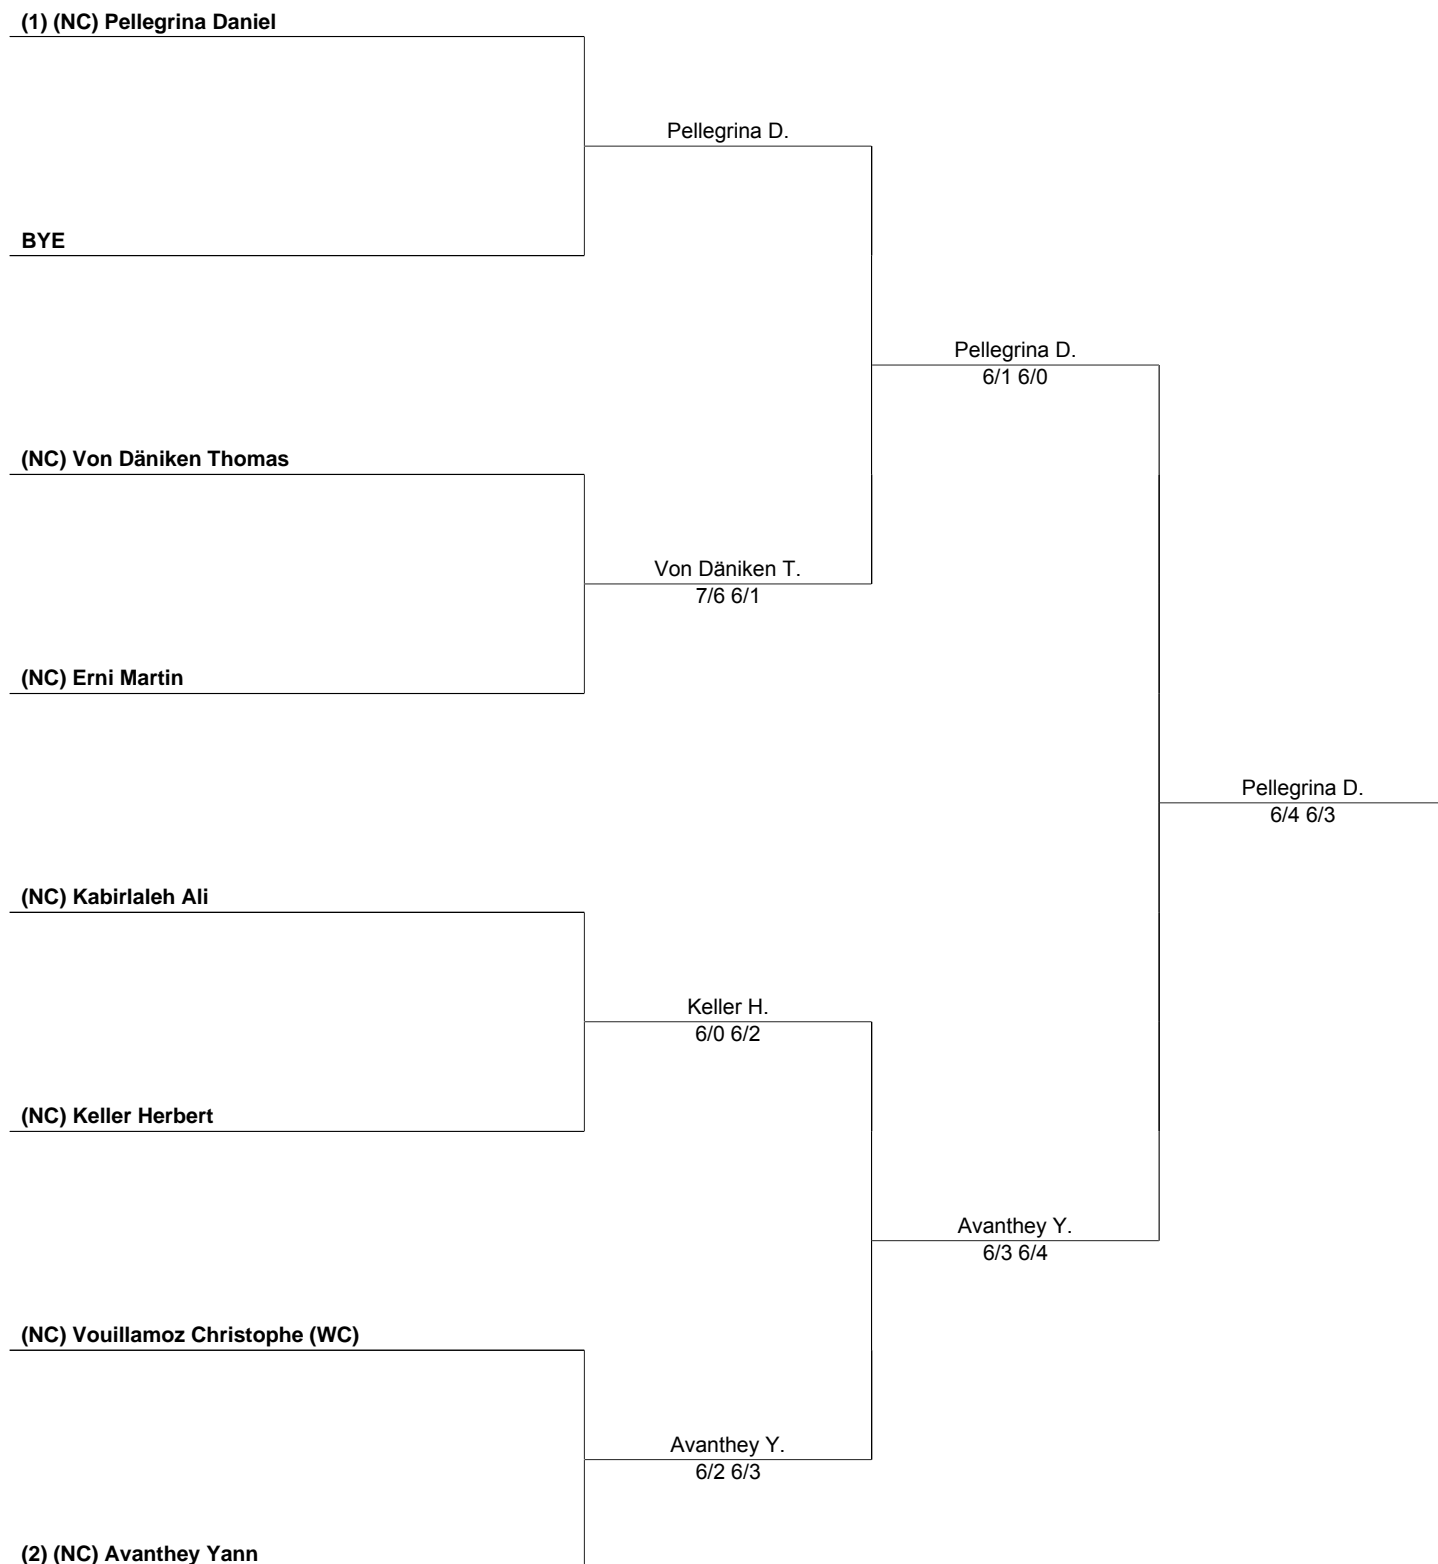 (1) (NC) Pellegrina Daniel
Pellegrina D.
BYE
Pellegrina D.
6/1 6/0
(NC) Von Däniken Thomas
Von Däniken T.
7/6 6/1
(NC) Erni Martin
Pellegrina D.
6/4 6/3
(NC) Kabirlaleh Ali
Keller H.
6/0 6/2
(NC) Keller Herbert
Avanthey Y.
6/3 6/4
(NC) Vouillamoz Christophe (WC)
Avanthey Y.
6/2 6/3
(2) (NC) Avanthey Yann